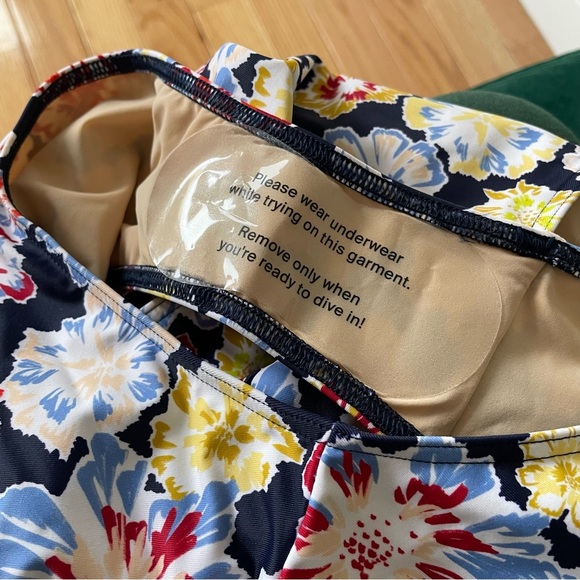 Please wear underwear
while trying on this garment.
Remove only when
you're ready to dive in!